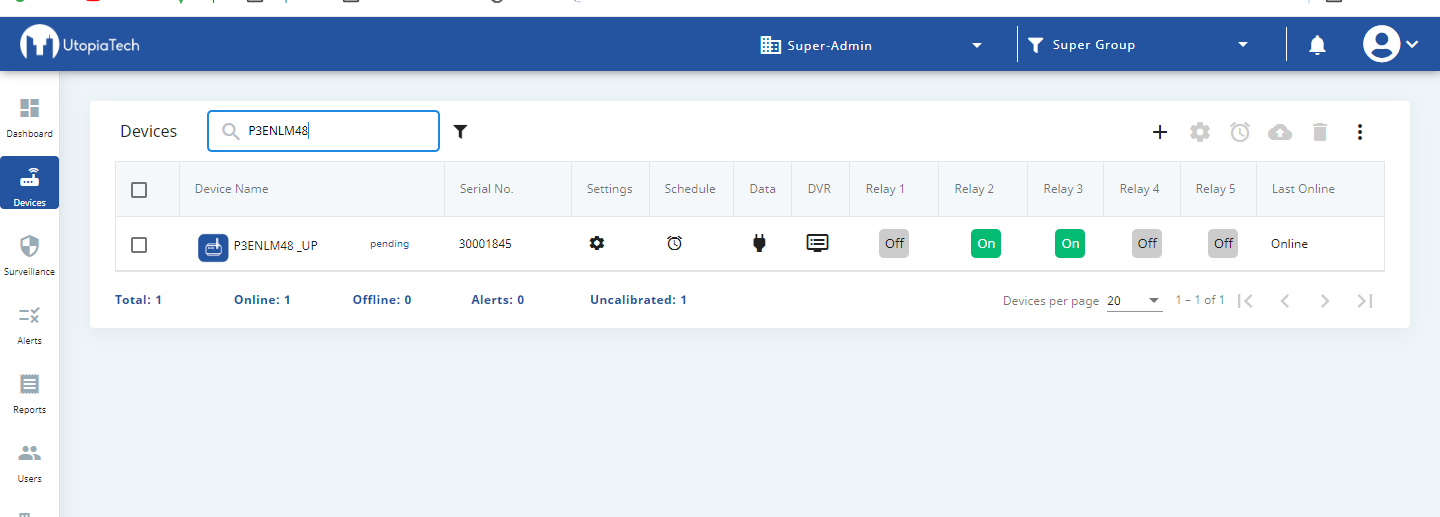 UtopiaTech
Super-Admin
Super Group
Dashboard
Devices
Surveillance
Alerts
Reports
Users
Devices
P3ENLM48
Device Name Serial No. Settings Schedule Data DVR Relay 1 Relay 2 Relay 3 Relay 4 Relay 5 Last Online
P3ENLM48 _UP pending 30001845 Off On On Off Off Online
Total: 1 Online: 1 Offline: 0 Alerts: 0 Uncalibrated: 1
Devices per page 20 1 – 1 of 1